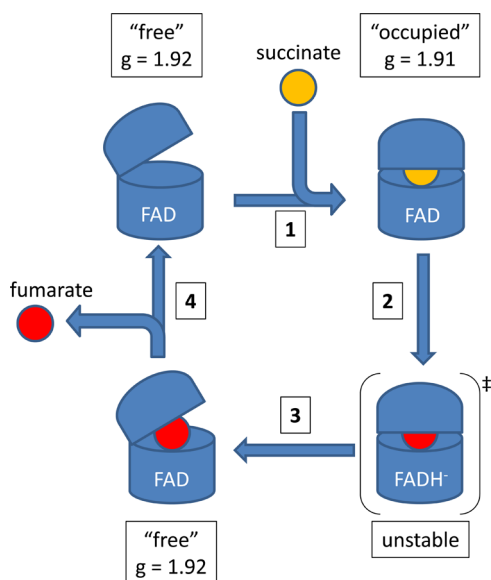 “free”
g = 1.92
succinate
“occupied”
g = 1.91
FAD
1
FAD
fumarate
4
2
3
‡
FAD
FADH⁻
“free”
g = 1.92
unstable